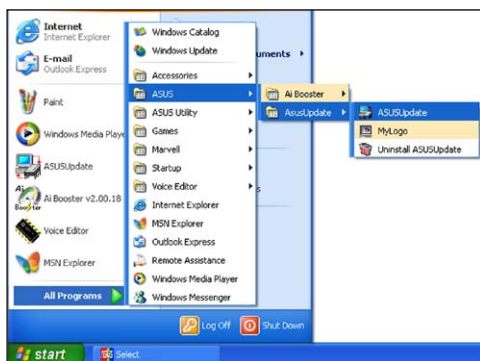 Internet
Internet Explorer
E-mail
Outlook Express
Paint
Windows Media Playe
ASUSUpdate
Ai Booster v2.00.18
Voice Editor
MSN Explorer
All Programs
Windows Catalog
Windows Update
Accessories
ASUS
ASUS Utility
Games
Marvell
Startup
Voice Editor
Internet Explorer
MSN Explorer
Outlook Express
Remote Assistance
Windows Media Player
Windows Messenger
uments
s
Ai Booster
AsusUpdate
ASUSUpdate
MyLogo
Uninstall ASUSUpdate
Log Off
Shut Down
start
Select